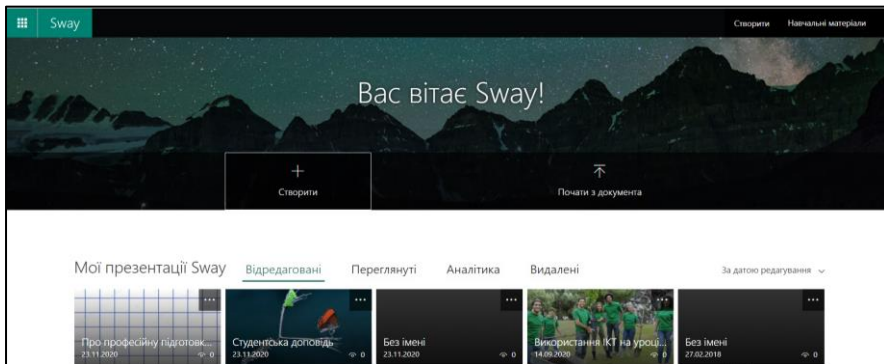 Sway
Створити
Навчальні матеріали
Вас вітає Sway!
Створити
Почати з документа
Мої презентації Sway
Відредаговані
Переглянуті
Аналітика
Видалені
За датою редагування
Про професійну підготовк...
23.11.2020
0
Студентська доповідь
23.11.2020
0
Без імені
23.11.2020
0
Використання ІКТ на уроці...
14.09.2020
0
Без імені
27.02.2018
0